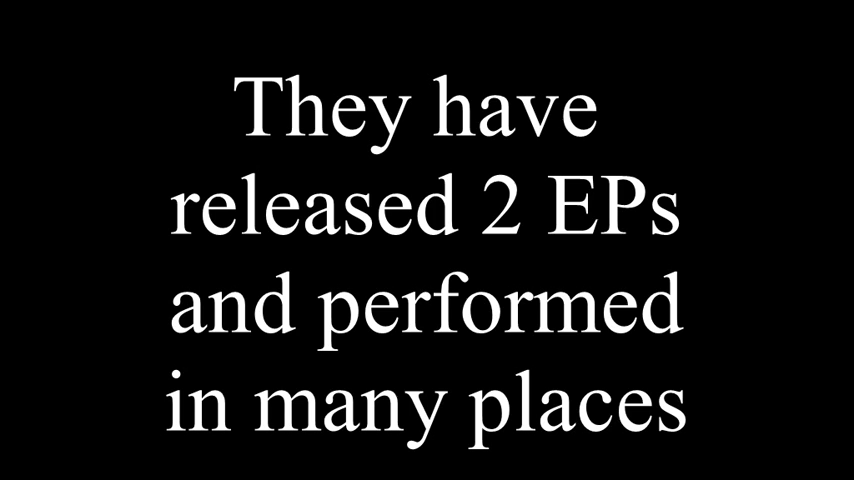 They have
released 2 EPs
and performed
in many places